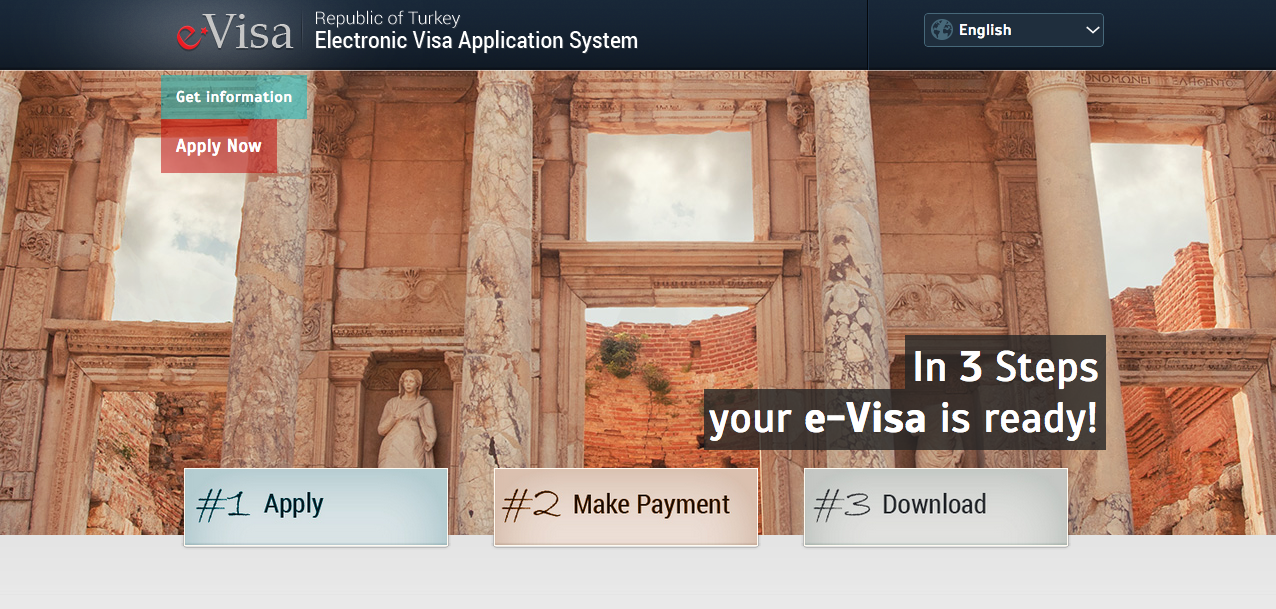 e★Visa
Republic of Turkey
Electronic Visa Application System
English
Get information
Apply Now
In 3 Steps
your e-Visa is ready!
#1 Apply
#2 Make Payment
#3 Download